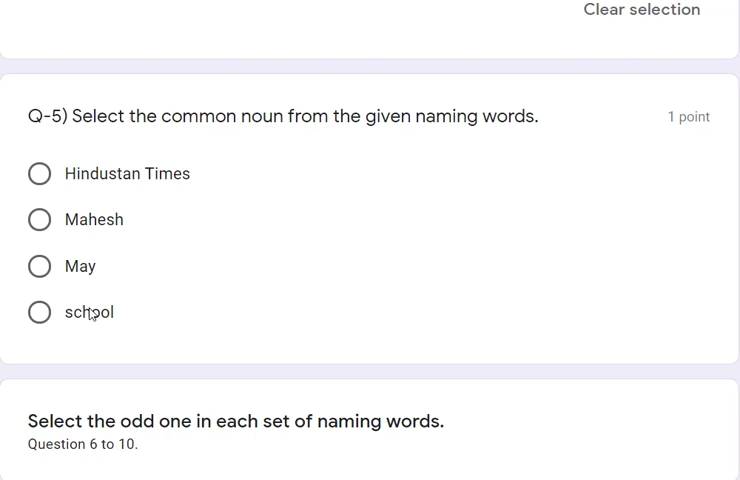 Clear selection
Q-5) Select the common noun from the given naming words.
1 point
Hindustan Times
Mahesh
May
school
Select the odd one in each set of naming words.
Question 6 to 10.